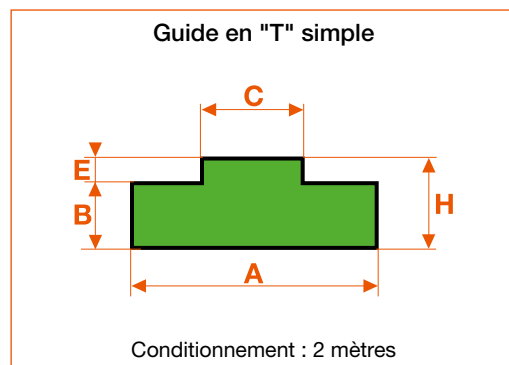 Guide en "T" simple
C
E
B
H
A
Conditionnement : 2 mètres